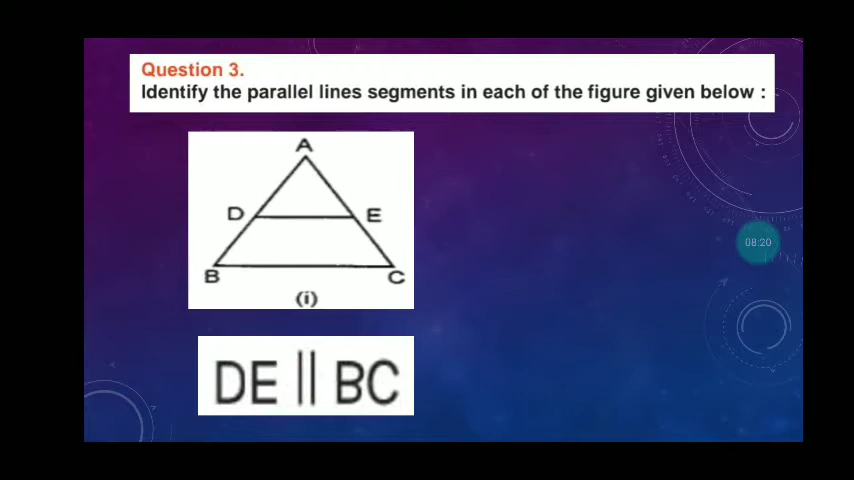 Question 3.
Identify the parallel lines segments in each of the figure given below :
A
D E
B C
(i)
08:20
DE || BC